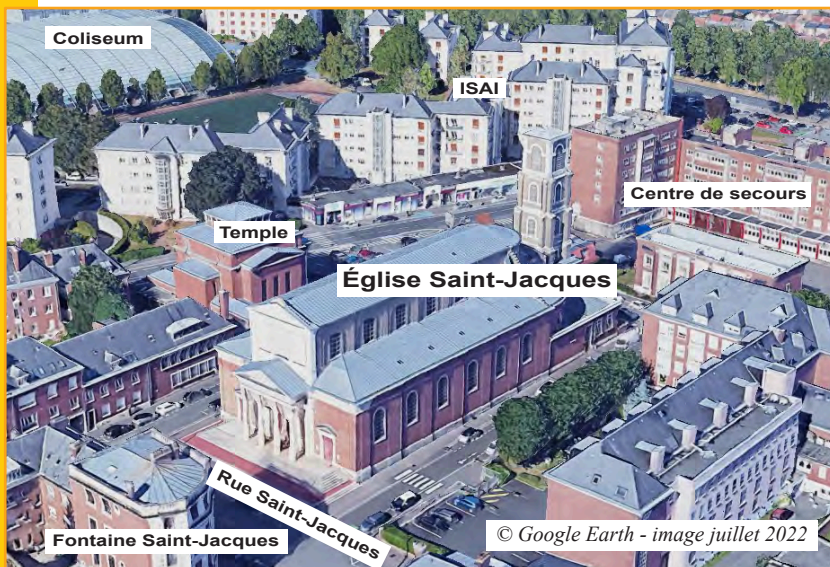 Coliseum
ISAI
Centre de secours
Temple
Église Saint-Jacques
Rue Saint-Jacques
Fontaine Saint-Jacques
© Google Earth - image juillet 2022